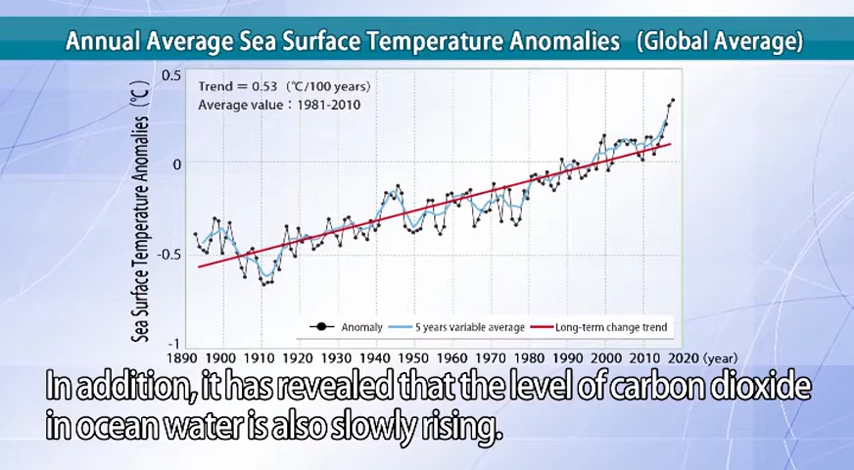 Annual Average Sea Surface Temperature Anomalies (Global Average)
Trend = 0.53 (℃/100 years)
Average value : 1981-2010
Sea Surface Temperature Anomalies (℃)
0.5
0
-0.5
-1
Anomaly 5 years variable average Long-term change trend
1890 1900 1910 1920 1930 1940 1950 1960 1970 1980 1990 2000 2010 2020 (year)
In addition, it has revealed that the level of carbon dioxide
in ocean water is also slowly rising.